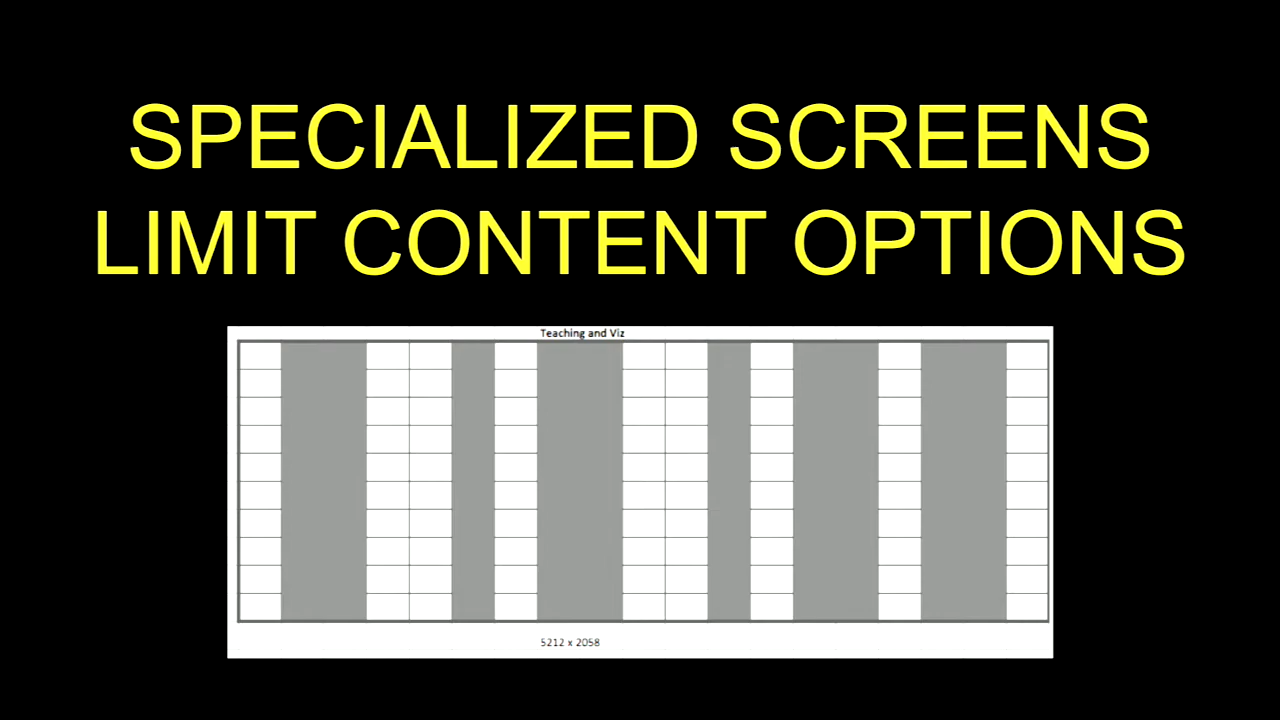 SPECIALIZED SCREENS
LIMIT CONTENT OPTIONS
Teaching and Viz
5212 x 2058